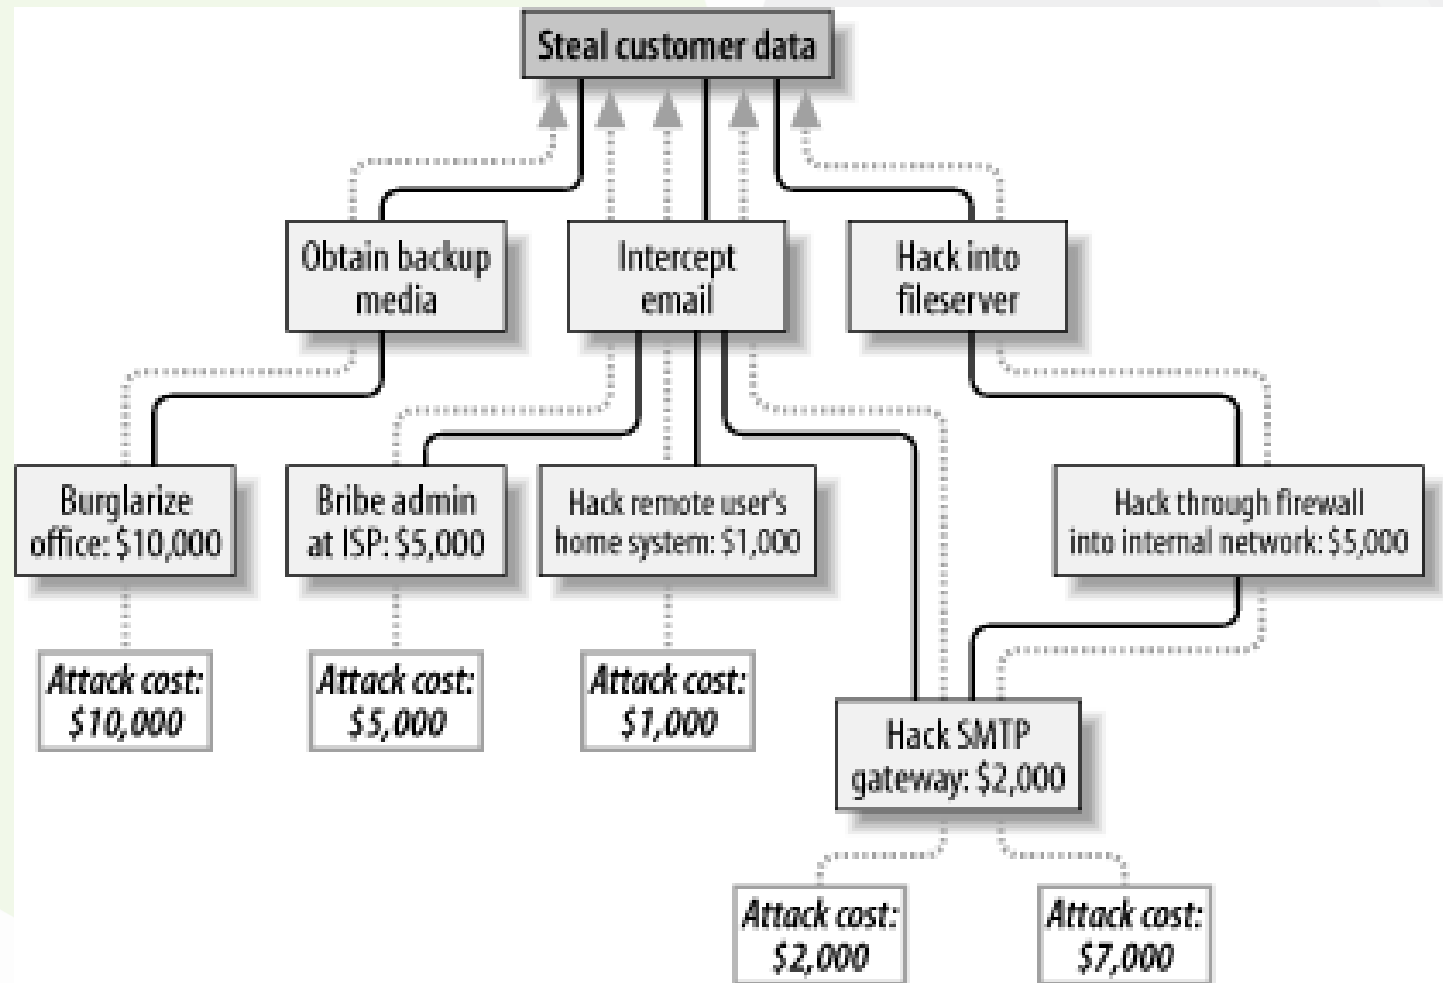 Steal customer data
Obtain backup
media
Intercept
email
Hack into
fileserver
Burglarize
office: $10,000
Bribe admin
at ISP: $5,000
Hack remote user's
home system: $1,000
Hack through firewall
into internal network: $5,000
Attack cost:
$10,000
Attack cost:
$5,000
Attack cost:
$1,000
Hack SMTP
gateway: $2,000
Attack cost:
$2,000
Attack cost:
$7,000